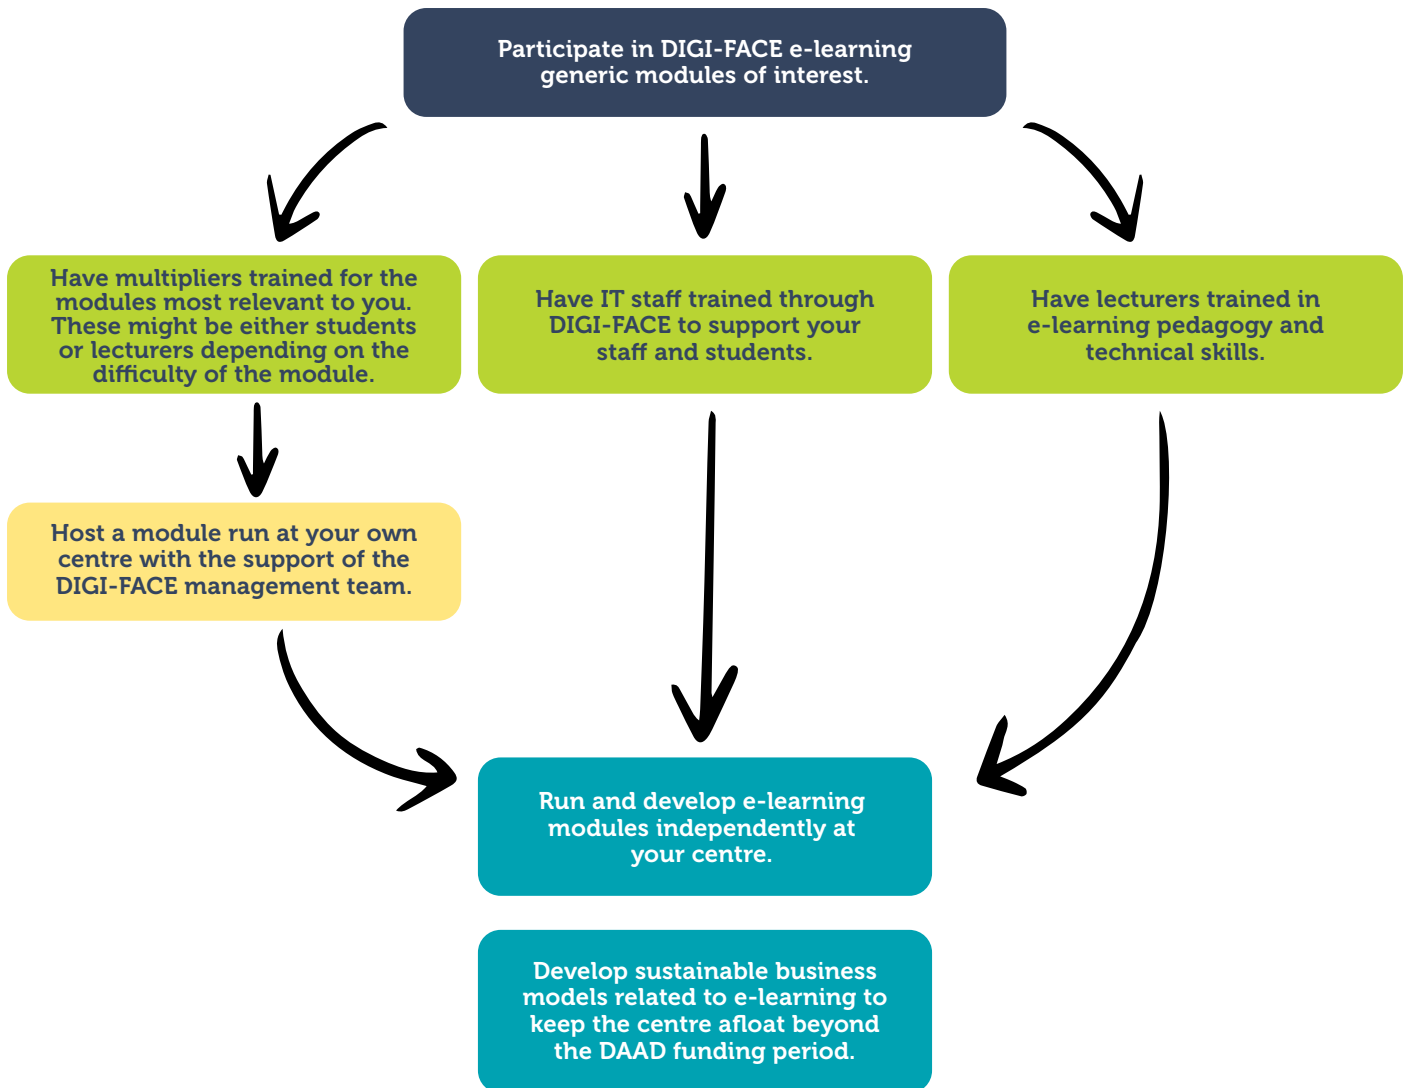 Participate in DIGI-FACE e-learning
generic modules of interest.
Have multipliers trained for the
modules most relevant to you.
These might be either students
or lecturers depending on the
difficulty of the module.
Have IT staff trained through
DIGI-FACE to support your
staff and students.
Have lecturers trained in
e-learning pedagogy and
technical skills.
Host a module run at your own
centre with the support of the
DIGI-FACE management team.
Run and develop e-learning
modules independently at
your centre.
Develop sustainable business
models related to e-learning to
keep the centre afloat beyond
the DAAD funding period.